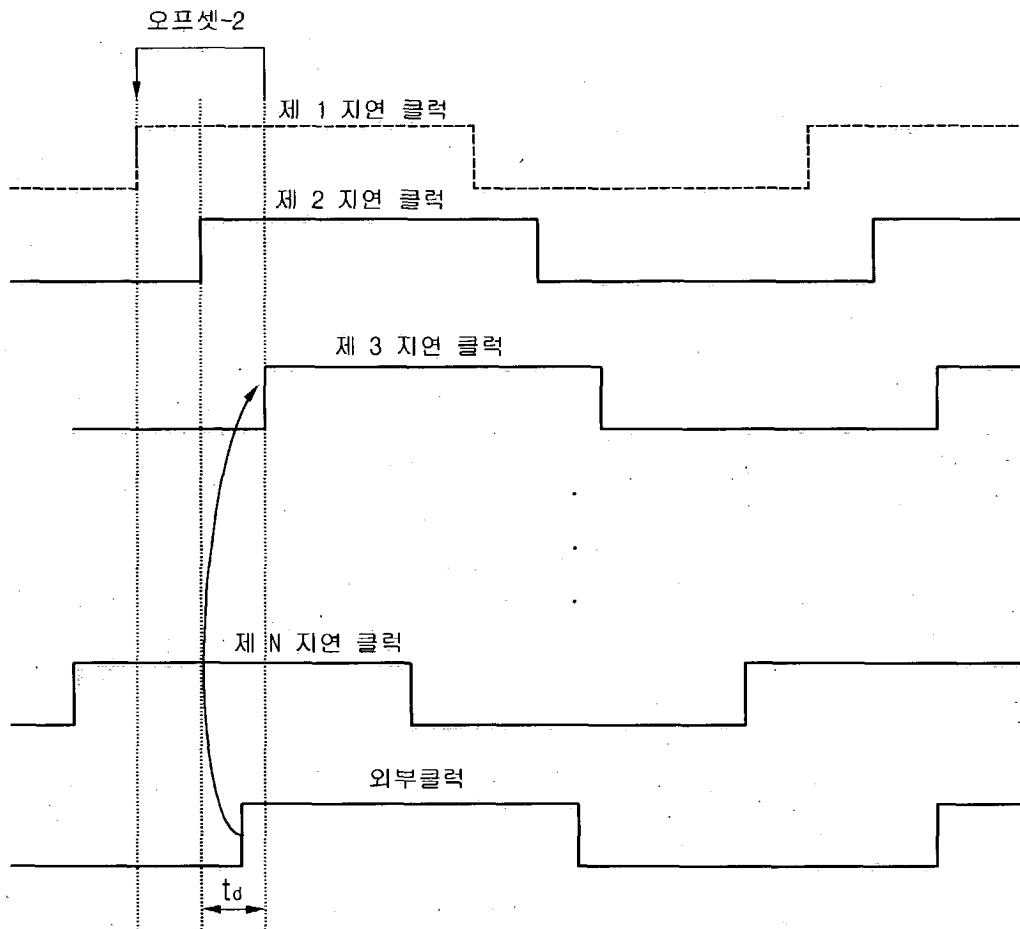 오프셋-2
제 1 지연 클럭
제 2 지연 클럭
제 3 지연 클럭
제 N 지연 클럭
외부클럭
td